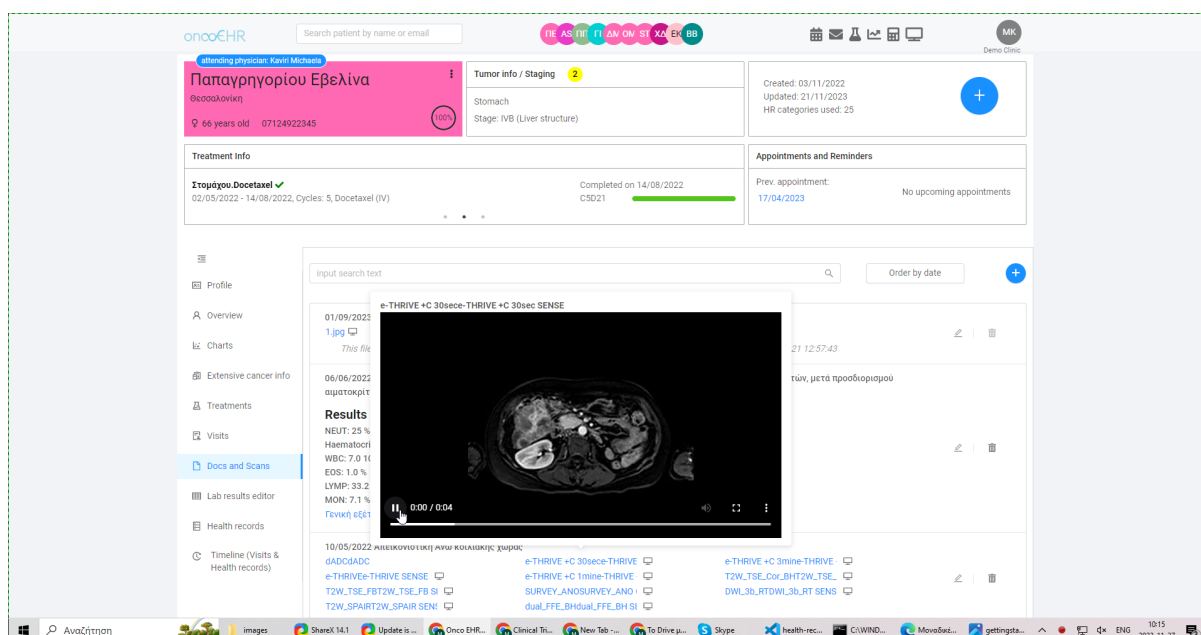 oncoEHR
Search patient by name or email
ΠΕ AS ΠΓ ΓΙ ΔΜ ΟΜ ST ΧΔ ΕΚ ΒΒ
MK
Demo Clinic
attending physician: Kaviri Michaela
Παπαγρηγορίου Εβελίνα
Θεσσαλονίκη
66 years old 07124922345
100%
Tumor info / Staging 2
Stomach
Stage: IVB (Liver structure)
Created: 03/11/2022
Updated: 21/11/2023
HR categories used: 25
+
Treatment Info
Στομάχου.Docetaxel
02/05/2022 - 14/08/2022, Cycles: 5, Docetaxel (IV)
Completed on 14/08/2022
C5D21
Appointments and Reminders
Prev. appointment:
17/04/2023
No upcoming appointments
Profile
Overview
Charts
Extensive cancer info
Treatments
Visits
Docs and Scans
Lab results editor
Health records
Timeline (Visits &
Health records)
Input search text
Order by date
+
e-THRIVE +C 30sece-THRIVE +C 30sec SENSE
0:00 / 0:04
01/09/2023
1.jpg
This file
21 12:57:43
06/06/2022
τών, μετά προσδιορισμού
αιματοκρίτ
Results
NEUT: 25 %
Haematocri
WBC: 7.0 10
EOS: 1.0 %
LYMP: 33.2
MON: 7.1 %
Γενική εξέτ
10/05/2022 Απεικονιστική Άνω κοιλιακής χώρας
dADCdADC
e-THRIVE +C 30sece-THRIVE
e-THRIVE +C 3mine-THRIVE
e-THRIVEe-THRIVE SENSE
e-THRIVE +C 1mine-THRIVE
T2W_TSE_Cor_BHT2W_TSE_
T2W_TSE_FBT2W_TSE_FB SI
SURVEY_ANOSURVEY_ANO
DWI_3b_RTDWI_3b_RT SENS
T2W_SPAIRT2W_SPAIR SENS
dual_FFE_BHdual_FFE_BH SI
Αναζήτηση
images
ShareX 14.1
Update is ...
Onco EHR...
Clinical Tri...
New Tab -...
To Drive μ...
Skype
health-rec...
C:\WIND...
Μοναδικέ...
gettingsta...
ENG
10:15